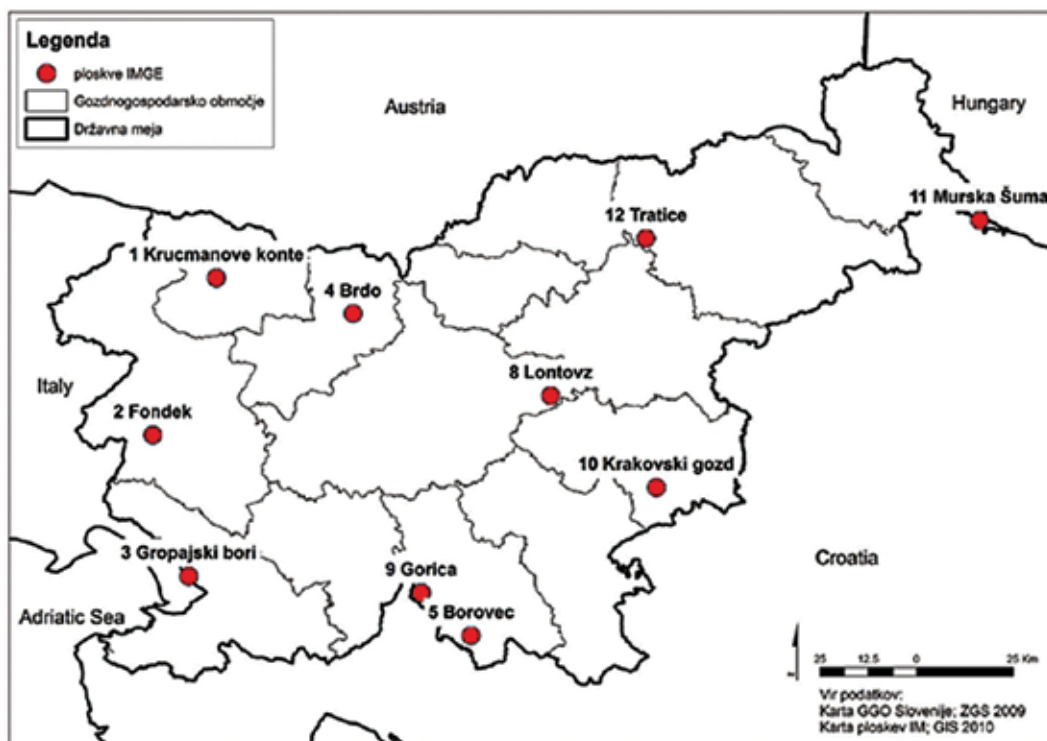 Legenda
ploskve IMGE
Gozdnogospodarsko območje
Državna meja
Austria
Hungary
11 Murska Šuma
12 Tratice
1 Krucmanove konte
4 Brdo
Italy
8 Lontovz
2 Fondek
10 Krakovski gozd
3 Gropajski bori
9 Gorica
Croatia
5 Borovec
Adriatic Sea
25 12.5 0 25 Km
Vir podatkov:
Karta GGO Slovenije; ZGS 2009
Karta ploskev IM; GIS 2010